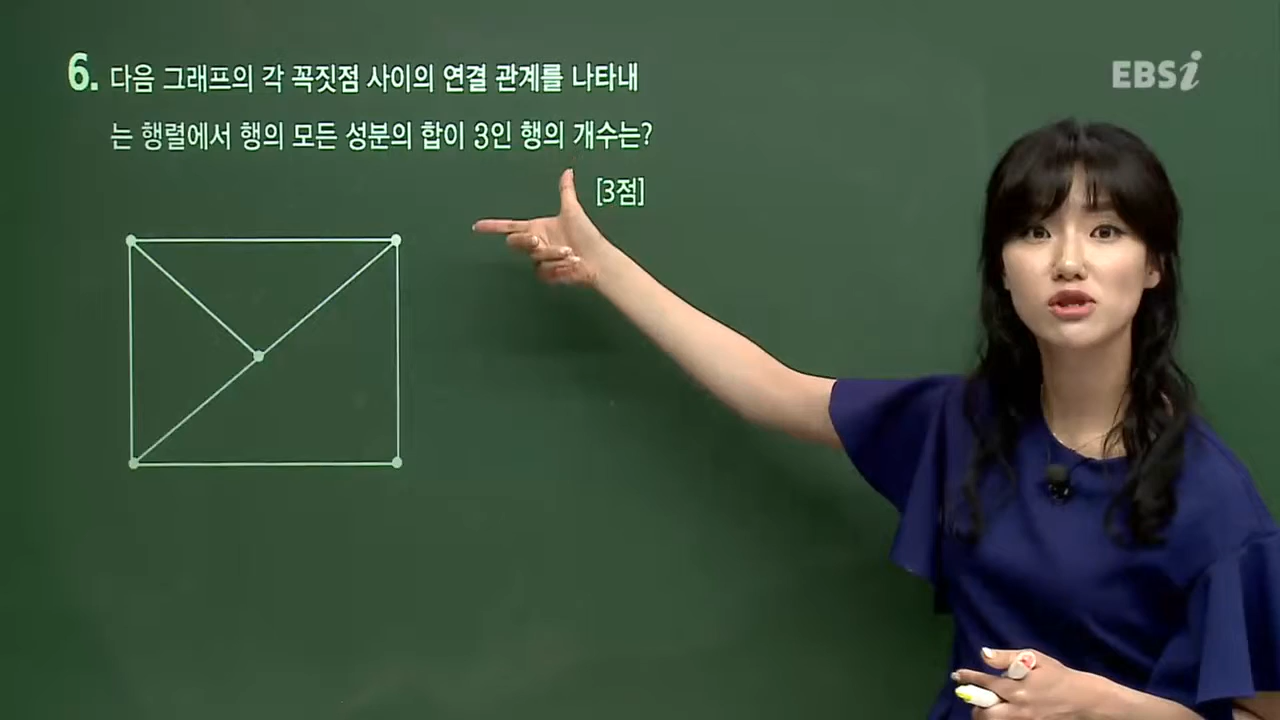 EBSi
6. 다음 그래프의 각 꼭짓점 사이의 연결 관계를 나타내
는 행렬에서 행의 모든 성분의 합이 3인 행의 개수는?
[3점]